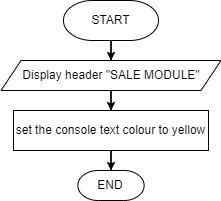 START
Display header "SALE MODULE"
set the console text colour to yellow
END